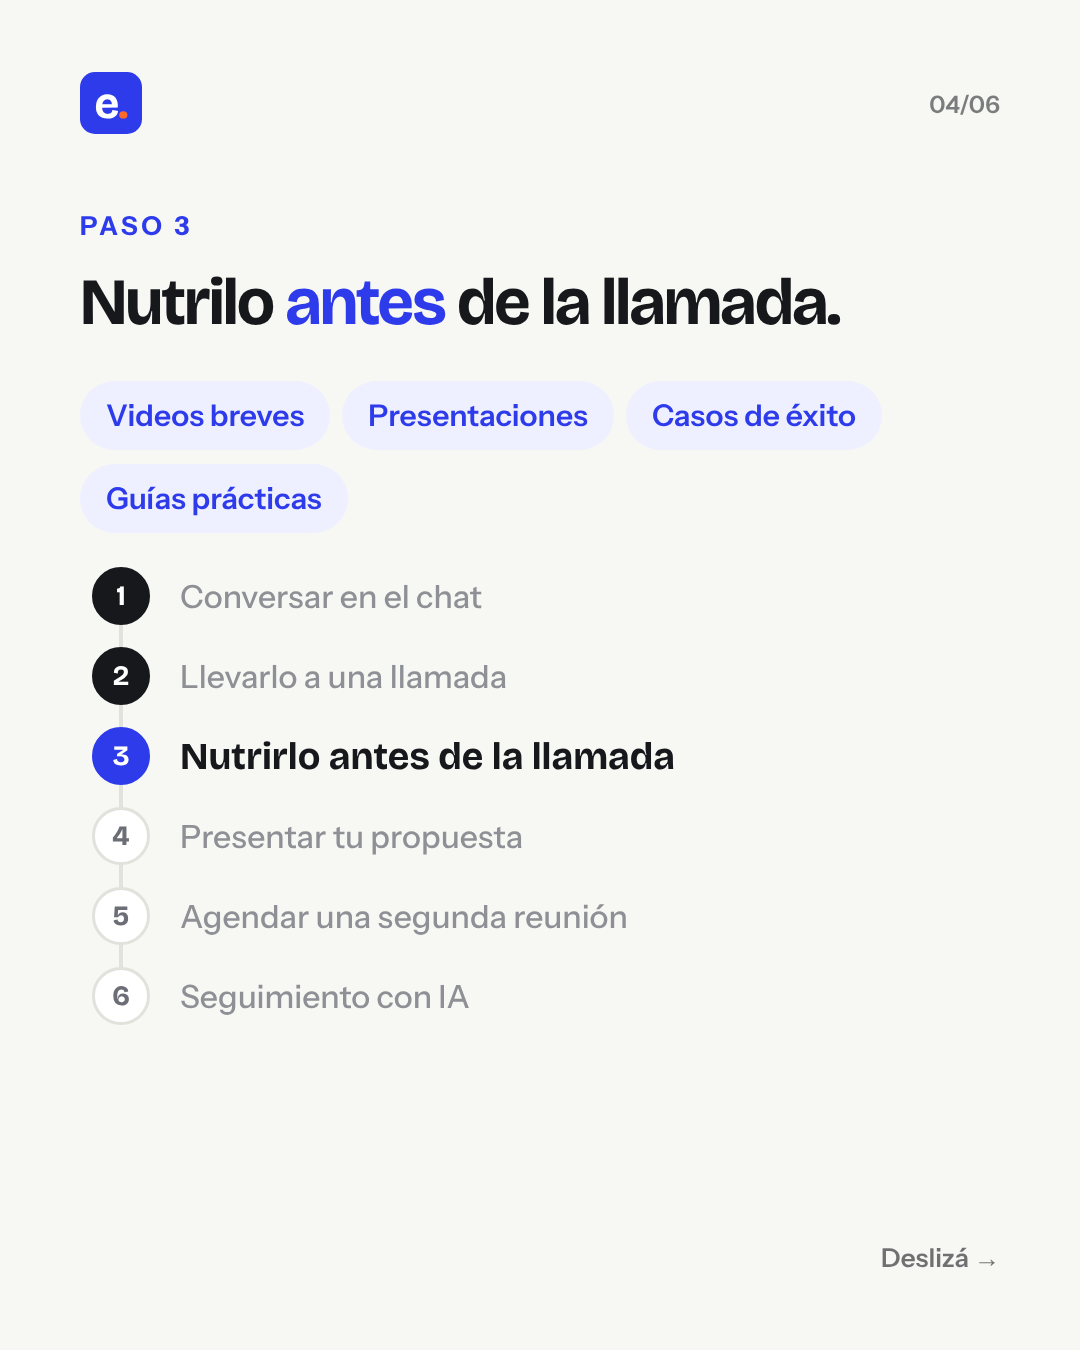 e.
04/06
PASO 3
Nutrilo antes de la llamada.
Videos breves
Presentaciones
Casos de éxito
Guías prácticas
1 Conversar en el chat
2 Llevarlo a una llamada
3 Nutrirlo antes de la llamada
4 Presentar tu propuesta
5 Agendar una segunda reunión
6 Seguimiento con IA
Deslizá →